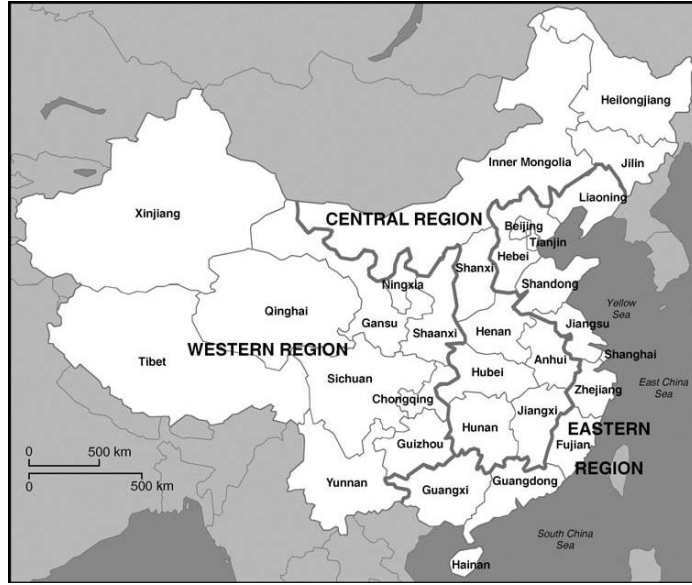 Heilongjiang
Inner Mongolia
Jilin
Xinjiang
CENTRAL REGION
Liaoning
Beijing
Tianjin
Hebei
Shanxi
Ningxia
Shandong
Yellow
Sea
Qinghai
Gansu
Shaanxi
Henan
Jiangsu
WESTERN REGION
Tibet
Anhui
Shanghai
Sichuan
Hubei
East China
Sea
Chongqing
Zhejiang
Jiangxi
Hunan
EASTERN
REGION
Guizhou
Fujian
0 500 km
0 500 km
Yunnan
Guangxi
Guangdong
South China
Sea
Hainan